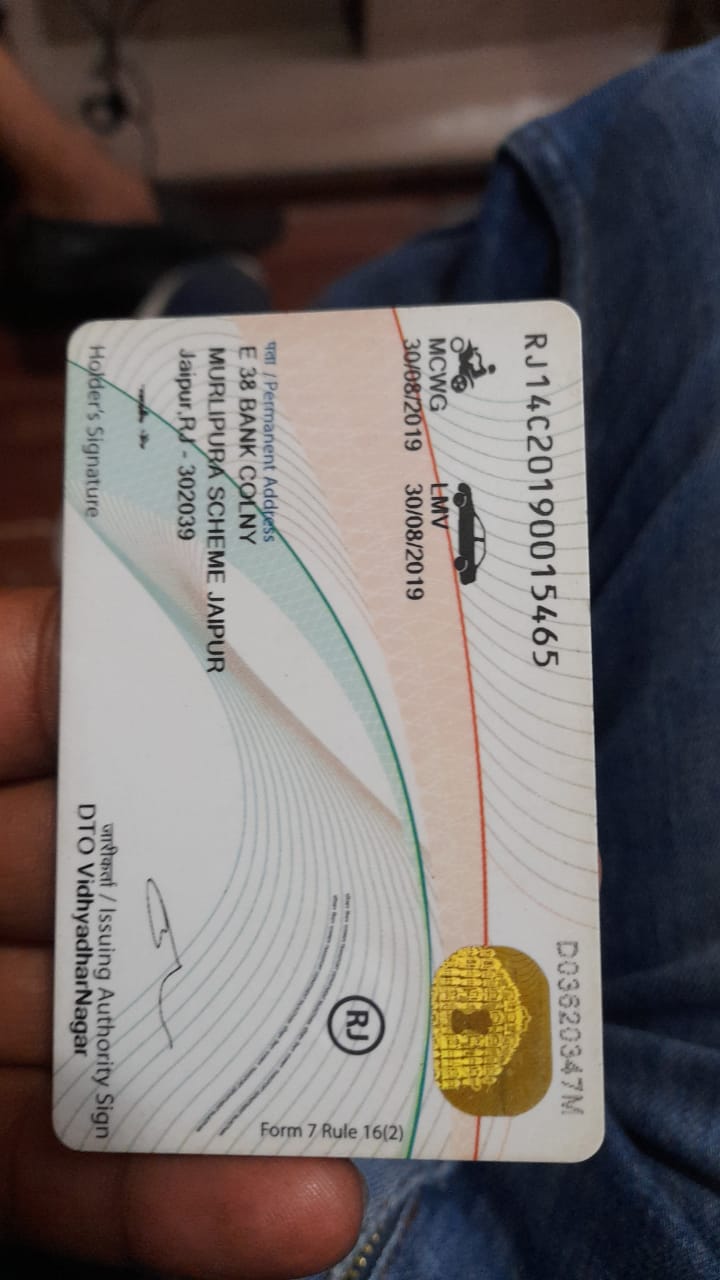 RJ14C20190015465
D03620347M
MCWG
30/08/2019
LMV
30/08/2019
पता / Permanent Address
E 38 BANK COLNY
MURLIPURA SCHEME JAIPUR
Jaipur,RJ - 302039
Holder's Signature
RJ
Form 7 Rule 16(2)
जारीकर्ता / Issuing Authority Sign
DTO VidhyadharNagar